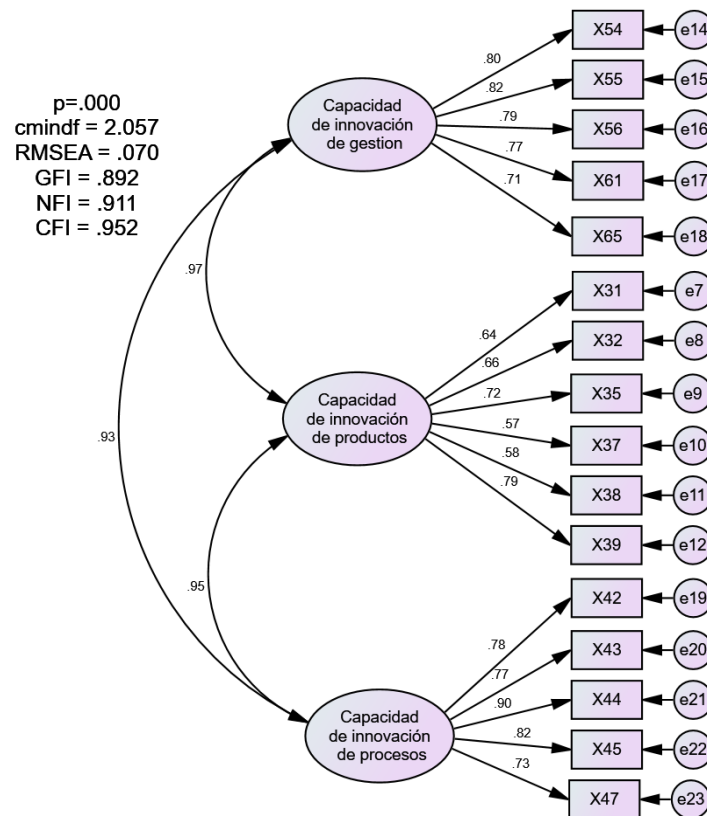 p=.000
cmindf = 2.057
RMSEA = .070
GFI = .892
NFI = .911
CFI = .952
Capacidad
de innovación
de gestion
.80
.82
.79
.77
.71
X54
e14
X55
e15
X56
e16
X61
e17
X65
e18
.97
.93
Capacidad
de innovación
de productos
.64
.66
.72
.57
.58
.79
X31
e7
X32
e8
X35
e9
X37
e10
X38
e11
X39
e12
.95
Capacidad
de innovación
de procesos
.78
.77
.90
.82
.73
X42
e19
X43
e20
X44
e21
X45
e22
X47
e23